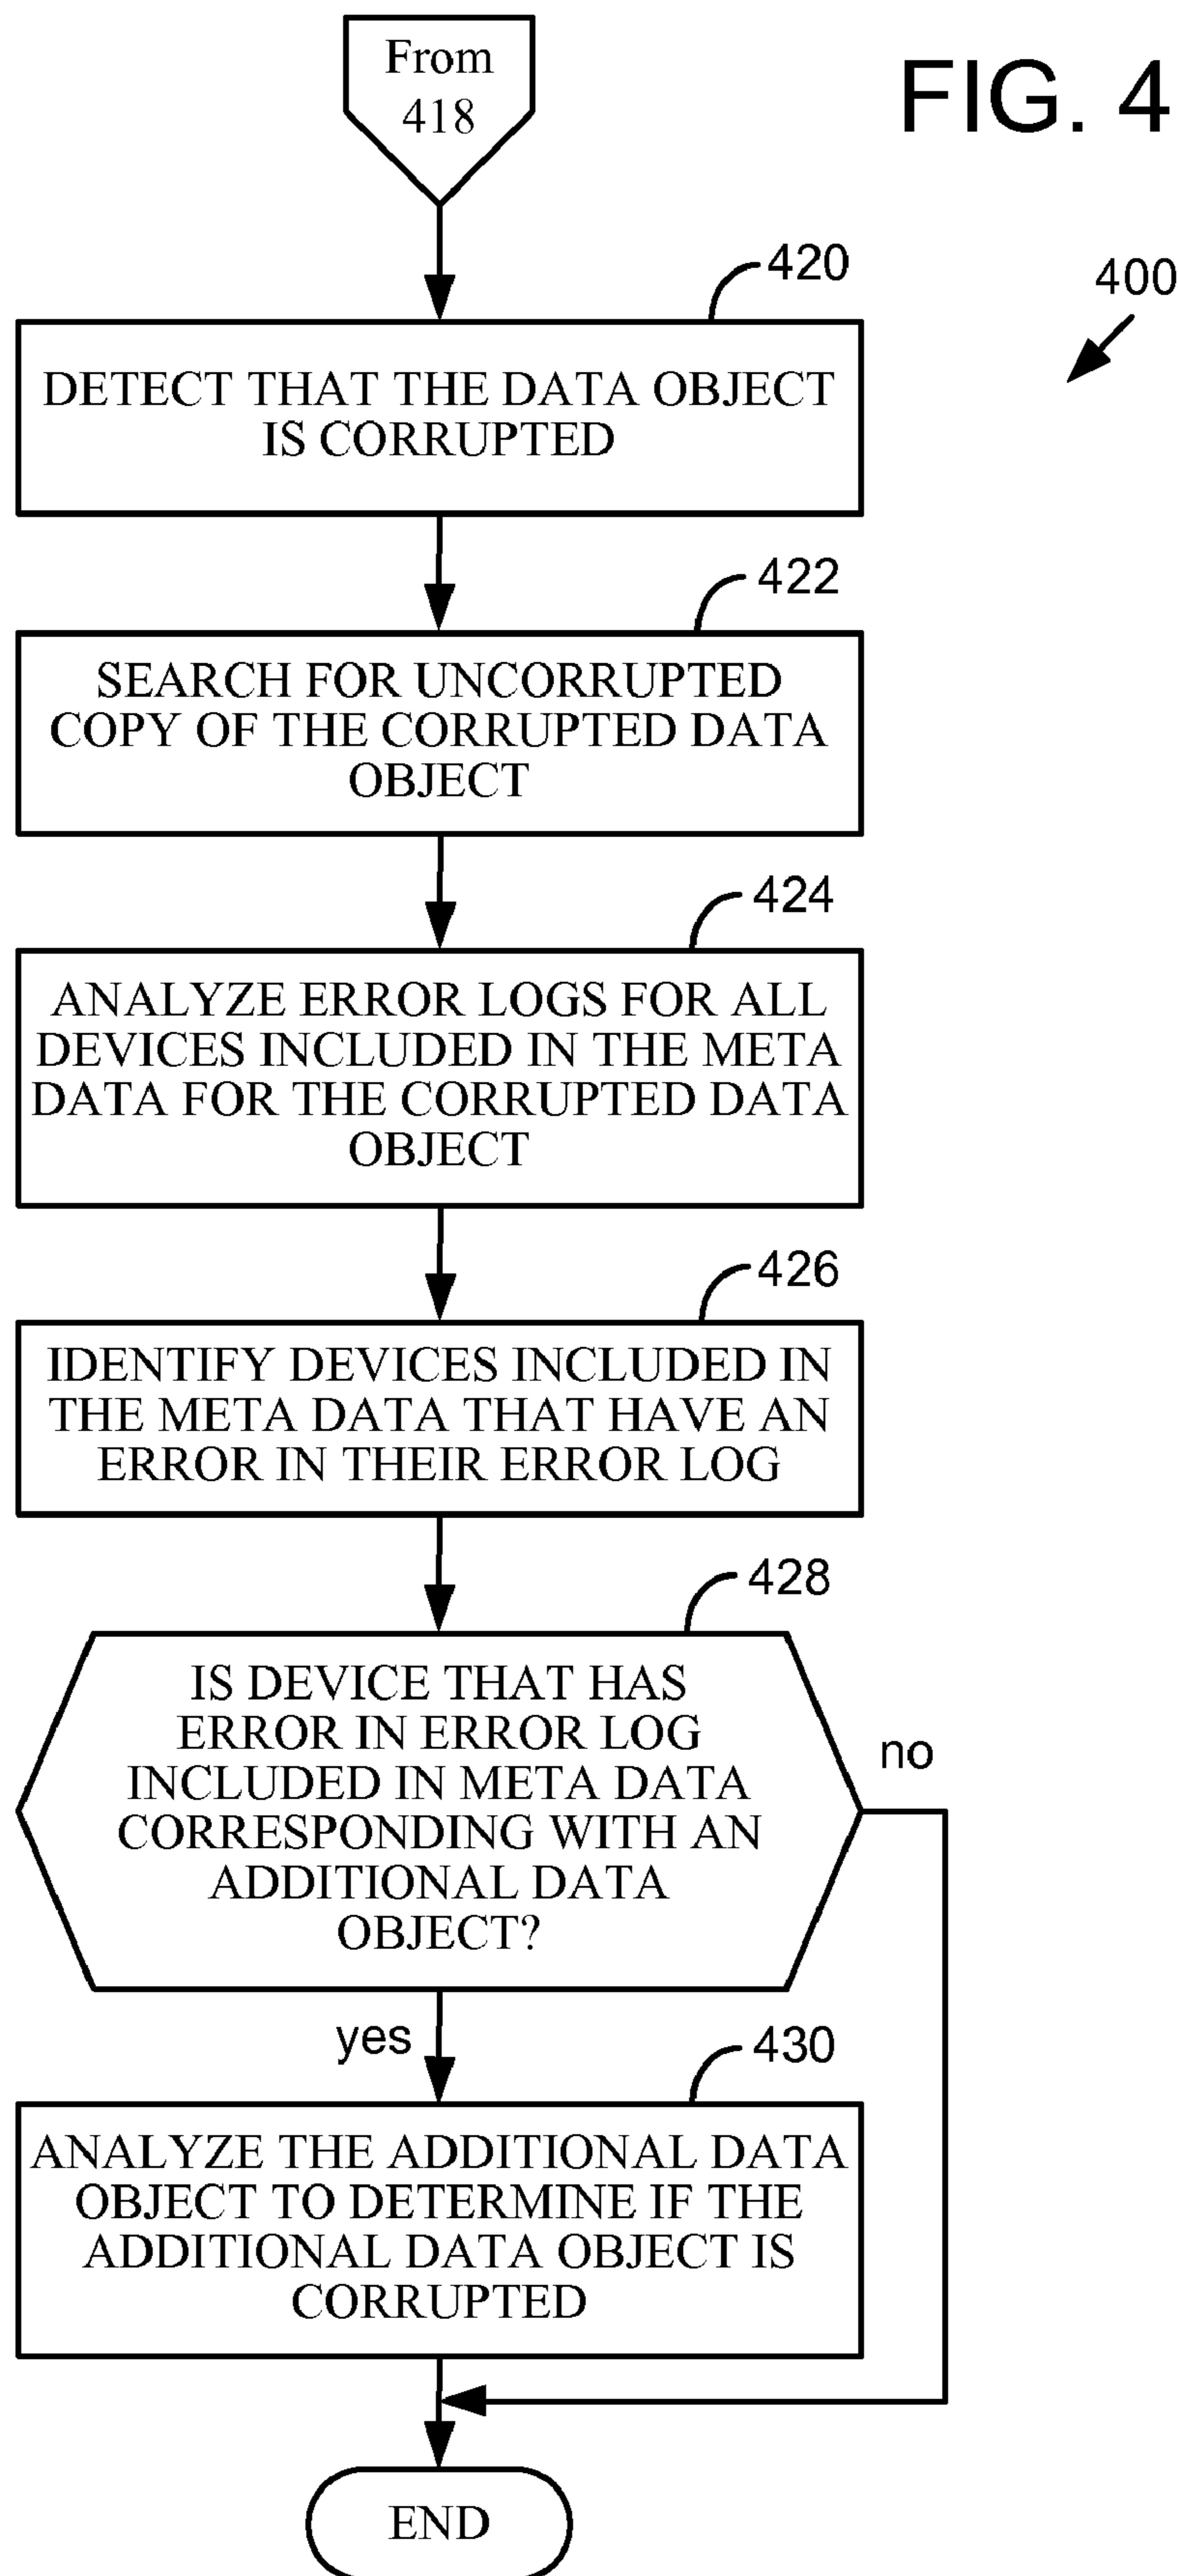 From
418
FIG. 4
400
420
DETECT THAT THE DATA OBJECT
IS CORRUPTED
422
SEARCH FOR UNCORRUPTED
COPY OF THE CORRUPTED DATA
OBJECT
424
ANALYZE ERROR LOGS FOR ALL
DEVICES INCLUDED IN THE META
DATA FOR THE CORRUPTED DATA
OBJECT
426
IDENTIFY DEVICES INCLUDED IN
THE META DATA THAT HAVE AN
ERROR IN THEIR ERROR LOG
428
IS DEVICE THAT HAS
ERROR IN ERROR LOG
INCLUDED IN META DATA
CORRESPONDING WITH AN
ADDITIONAL DATA
OBJECT?
no
yes
430
ANALYZE THE ADDITIONAL DATA
OBJECT TO DETERMINE IF THE
ADDITIONAL DATA OBJECT IS
CORRUPTED
END